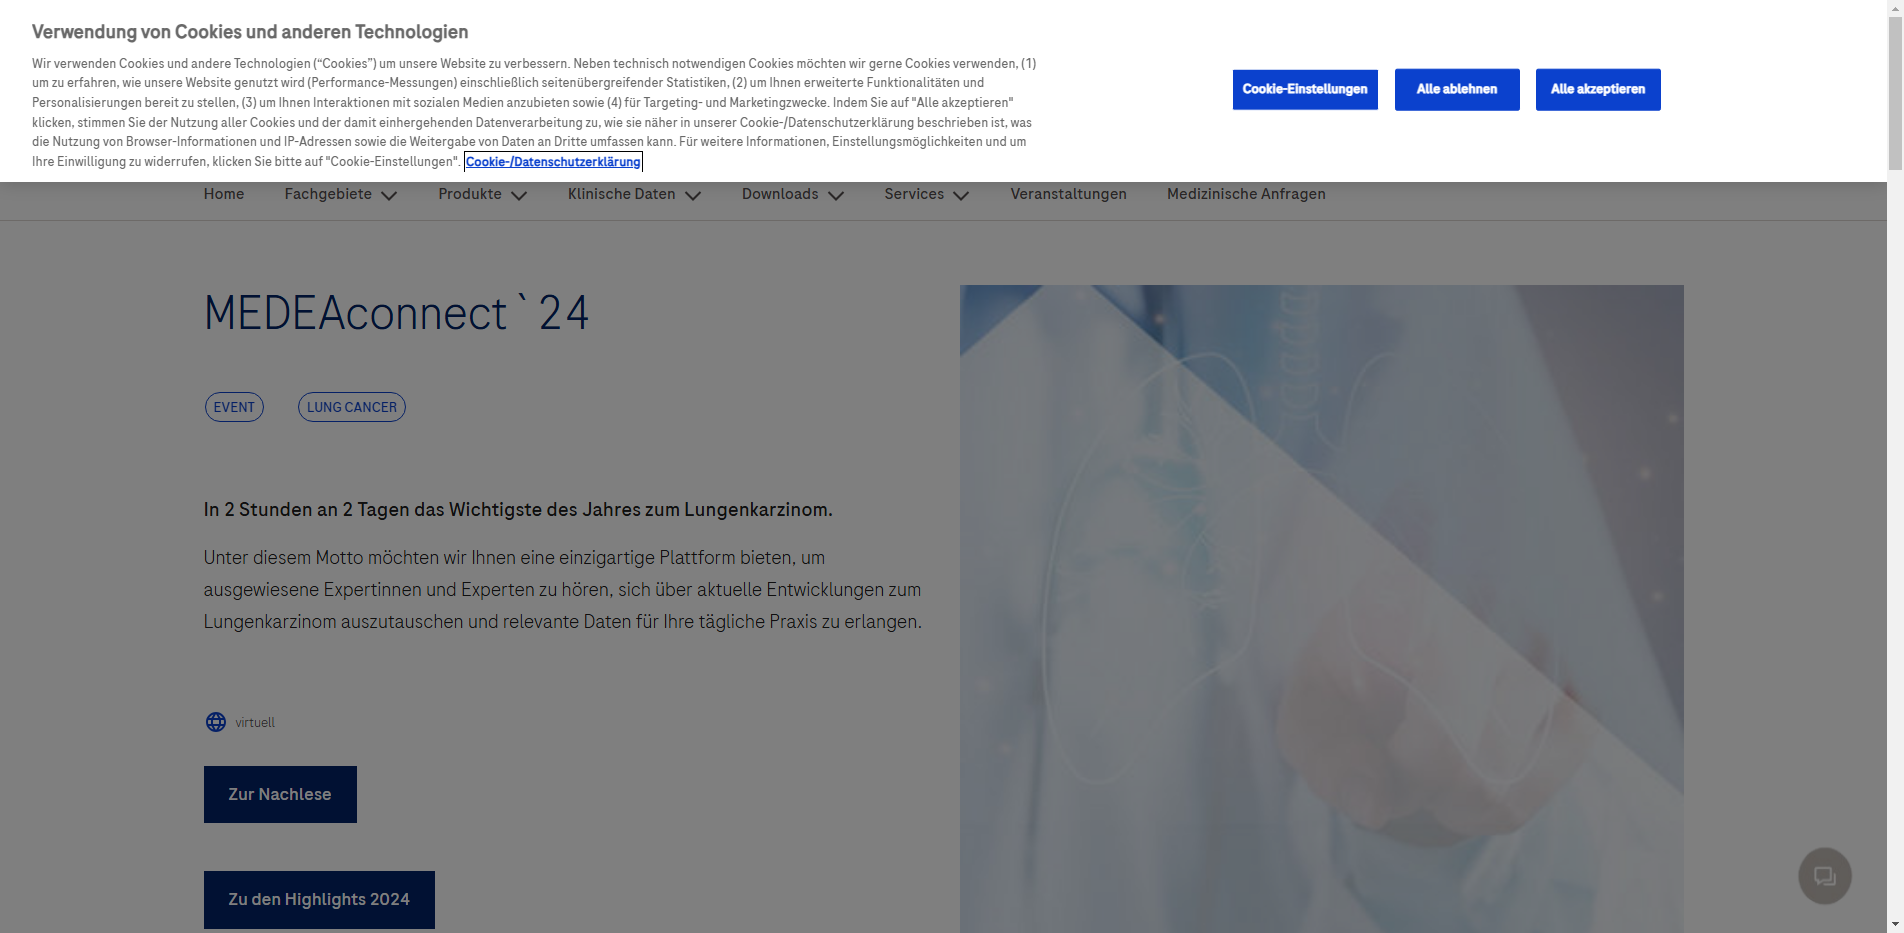 Verwendung von Cookies und anderen Technologien
Wir verwenden Cookies und andere Technologien (“Cookies”) um unsere Website zu verbessern. Neben technisch notwendigen Cookies möchten wir gerne Cookies verwenden, (1)
um zu erfahren, wie unsere Website genutzt wird (Performance-Messungen) einschließlich seitenübergreifender Statistiken, (2) um Ihnen erweiterte Funktionalitäten und
Personalisierungen bereit zu stellen, (3) um Ihnen Interaktionen mit sozialen Medien anzubieten sowie (4) für Targeting- und Marketingzwecke. Indem Sie auf "Alle akzeptieren"
klicken, stimmen Sie der Nutzung aller Cookies und der damit einhergehenden Datenverarbeitung zu, wie sie näher in unserer Cookie-/Datenschutzerklärung beschrieben ist, was
die Nutzung von Browser-Informationen und IP-Adressen sowie die Weitergabe von Daten an Dritte umfassen kann. Für weitere Informationen, Einstellungsmöglichkeiten und um
Ihre Einwilligung zu widerrufen, klicken Sie bitte auf "Cookie-Einstellungen". Cookie-/Datenschutzerklärung
Cookie-Einstellungen Alle ablehnen Alle akzeptieren
Home Fachgebiete Produkte Klinische Daten Downloads Services Veranstaltungen Medizinische Anfragen
MEDEAconnect`24
EVENT LUNG CANCER
In 2 Stunden an 2 Tagen das Wichtigste des Jahres zum Lungenkarzinom.
Unter diesem Motto möchten wir Ihnen eine einzigartige Plattform bieten, um
ausgewiesene Expertinnen und Experten zu hören, sich über aktuelle Entwicklungen zum
Lungenkarzinom auszutauschen und relevante Daten für Ihre tägliche Praxis zu erlangen.
virtuell
Zur Nachlese
Zu den Highlights 2024